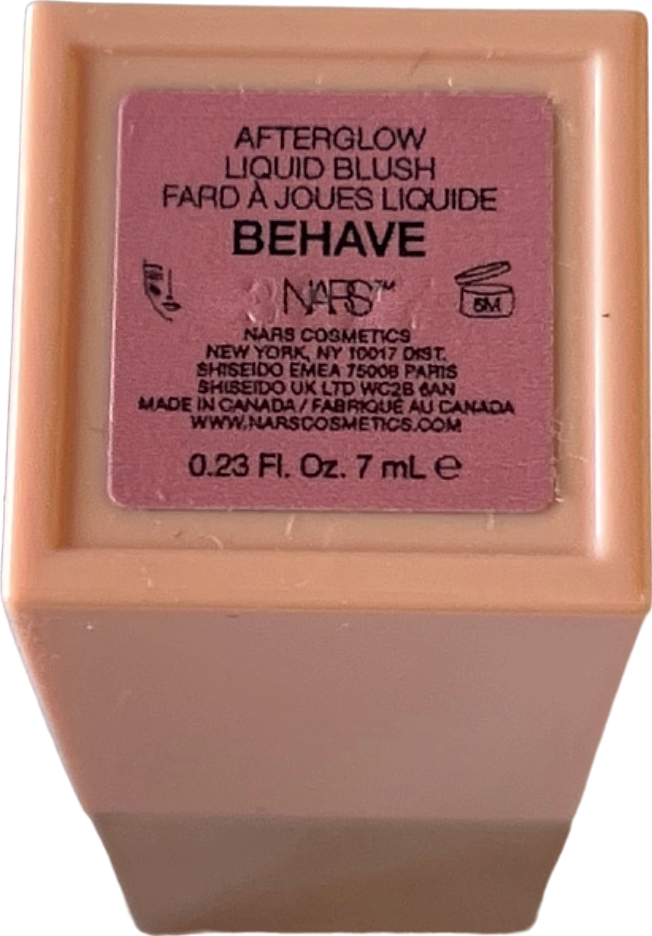 AFTERGLOW
LIQUID BLUSH
FARD À JOUES LIQUIDE
BEHAVE
NARS™
6M
NARS COSMETICS
NEW YORK, NY 10017 DIST.
SHISEIDO EMEA 75008 PARIS
SHISEIDO UK LTD WC2B 6AN
MADE IN CANADA / FABRIQUÉ AU CANADA
WWW.NARSCOSMETICS.COM
0.23 Fl. Oz. 7 mL ℮